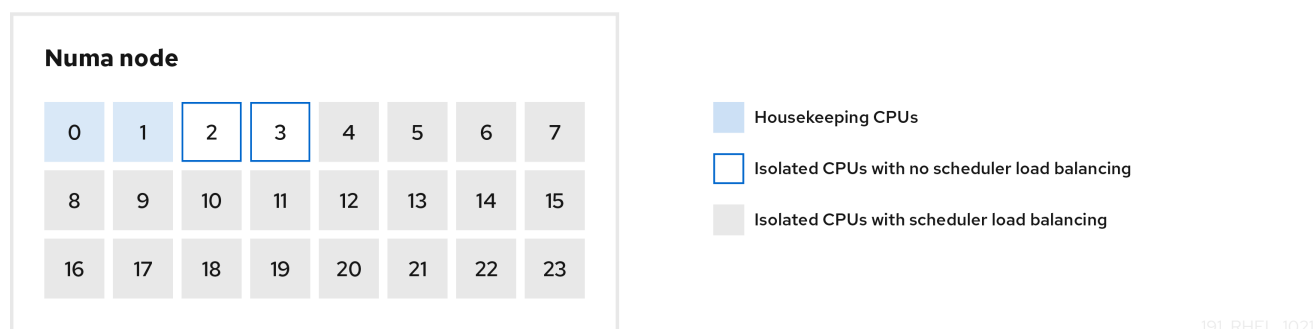 Numa node
0 1 2 3 4 5 6 7
8 9 10 11 12 13 14 15
16 17 18 19 20 21 22 23
Housekeeping CPUs
Isolated CPUs with no scheduler load balancing
Isolated CPUs with scheduler load balancing